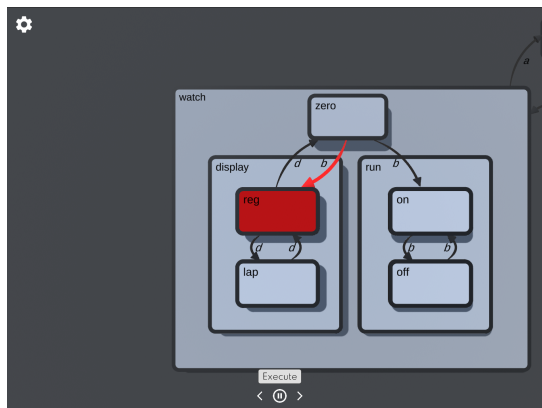 a
watch
zero
d b b
display
run
reg
on
d d b b
lap
off
Execute